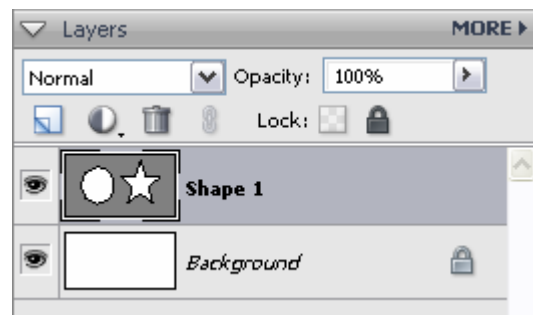 Layers MORE
Normal Opacity: 100%
Lock:
Shape 1
Background